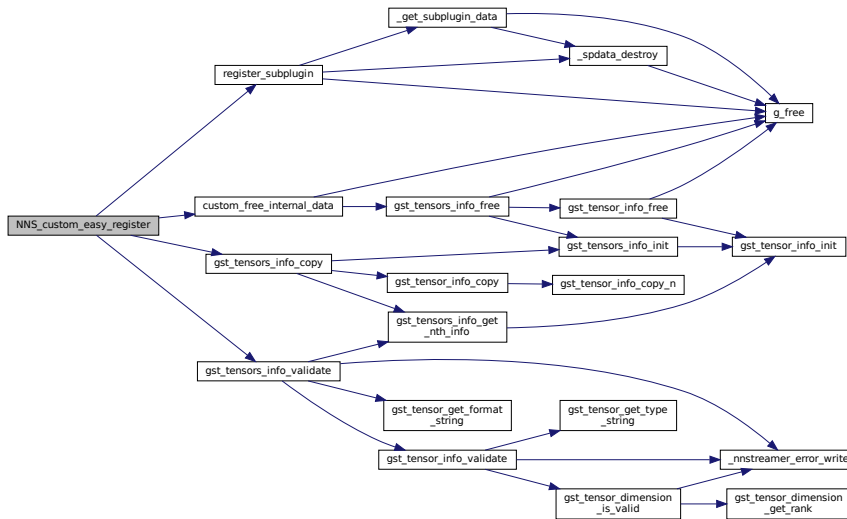 _get_subplugin_data
_spdata_destroy
register_subplugin
g_free
custom_free_internal_data
gst_tensors_info_free
gst_tensor_info_free
NNS_custom_easy_register
gst_tensors_info_init
gst_tensor_info_init
gst_tensors_info_copy
gst_tensor_info_copy
gst_tensor_info_copy_n
gst_tensors_info_get
_nth_info
gst_tensors_info_validate
gst_tensor_get_format
_string
gst_tensor_get_type
_string
gst_tensor_info_validate
_nnstreamer_error_write
gst_tensor_dimension
_is_valid
gst_tensor_dimension
_get_rank